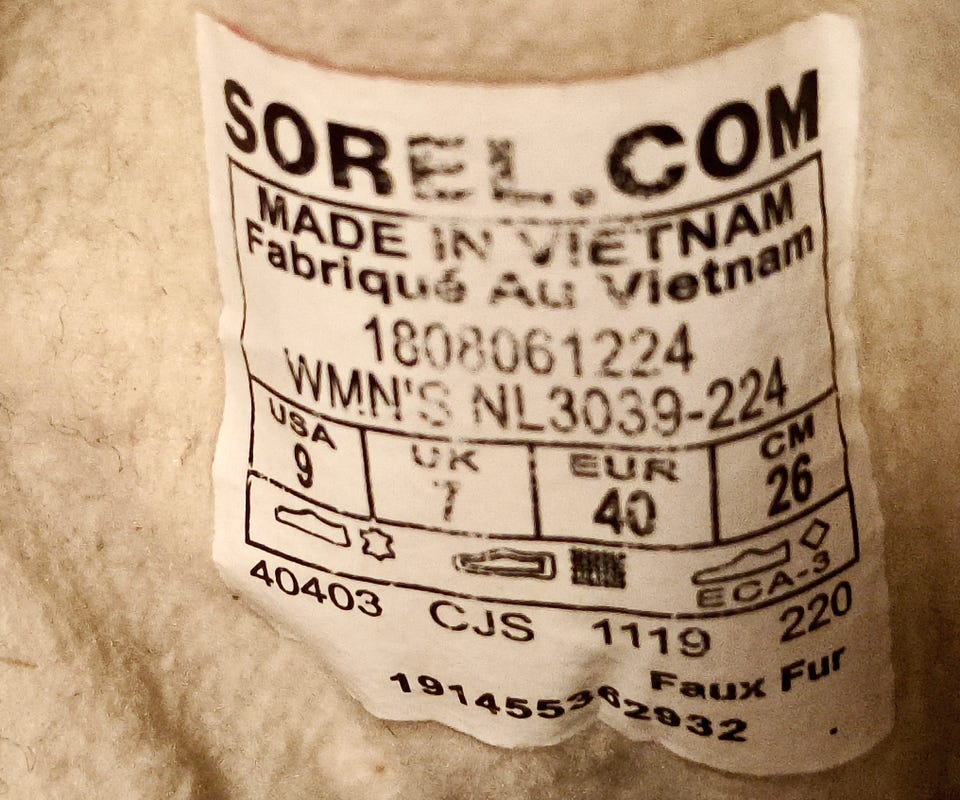 SOREL.COM
MADE IN VIETNAM
Fabriqué Au Vietnam
1808061224
WMN'S NL3039-224
USA UK EUR CM
9 7 40 26
ECA-3
40403 CJS 1119 220
Faux Fur
191455362932